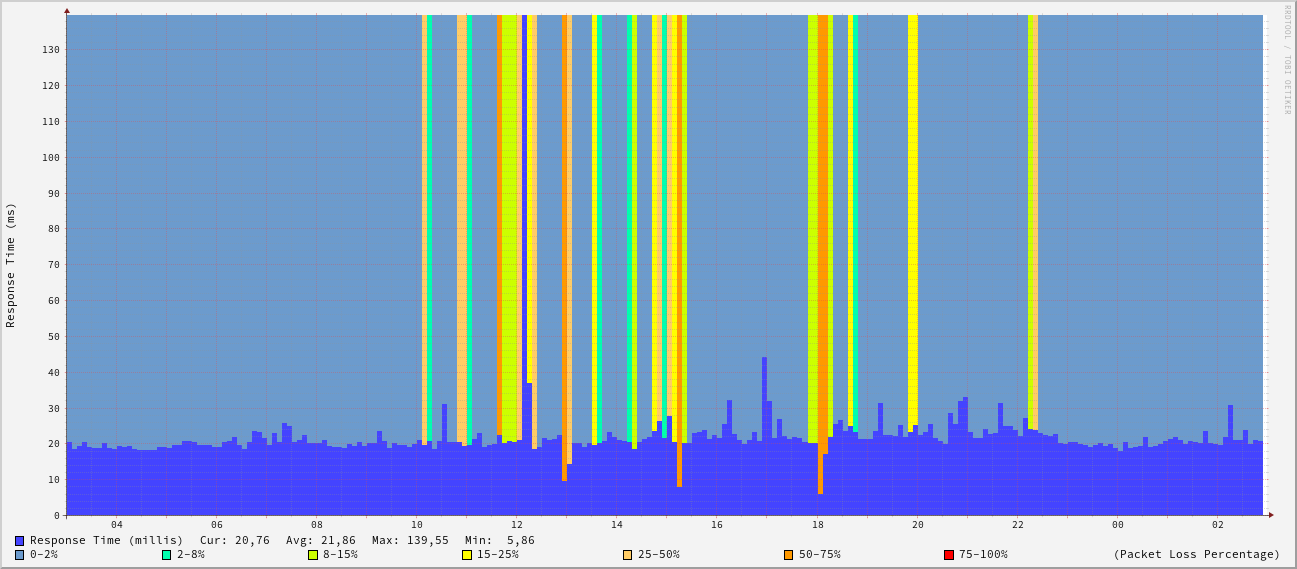 RRDTOOL / TOBI OETIKER
Response Time (ms)
130
120
110
100
90
80
70
60
50
40
30
20
10
0
04 06 08 10 12 14 16 18 20 22 00 02
Response Time (millis) Cur: 20,76 Avg: 21,86 Max: 139,55 Min: 5,86
0-2% 2-8% 8-15% 15-25% 25-50% 50-75% 75-100% (Packet Loss Percentage)